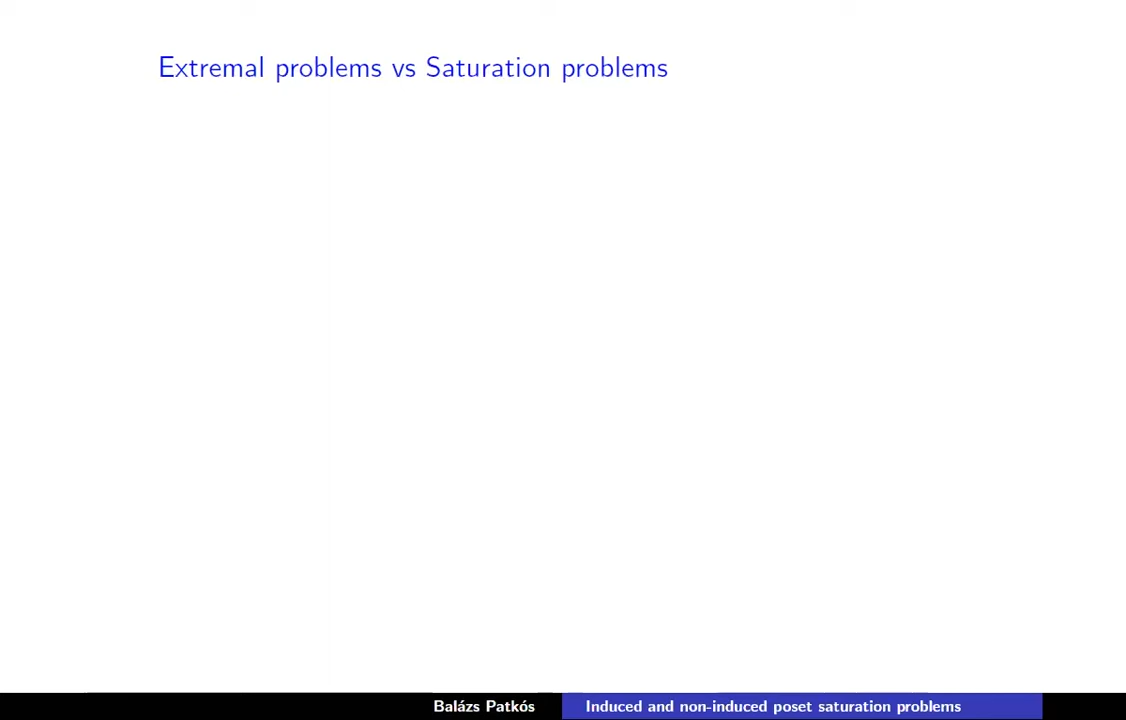 Extremal problems vs Saturation problems
Balázs Patkós Induced and non-induced poset saturation problems